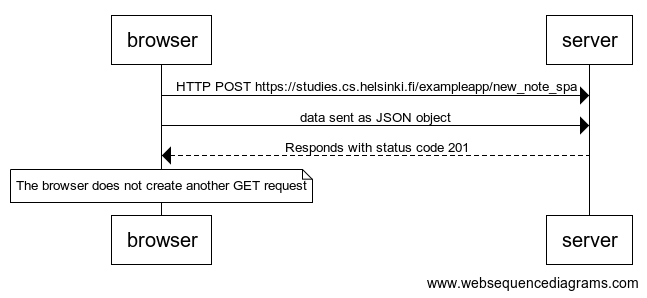 browser
server
HTTP POST https://studies.cs.helsinki.fi/exampleapp/new_note_spa
data sent as JSON object
Responds with status code 201
The browser does not create another GET request
browser
server
www.websequencediagrams.com